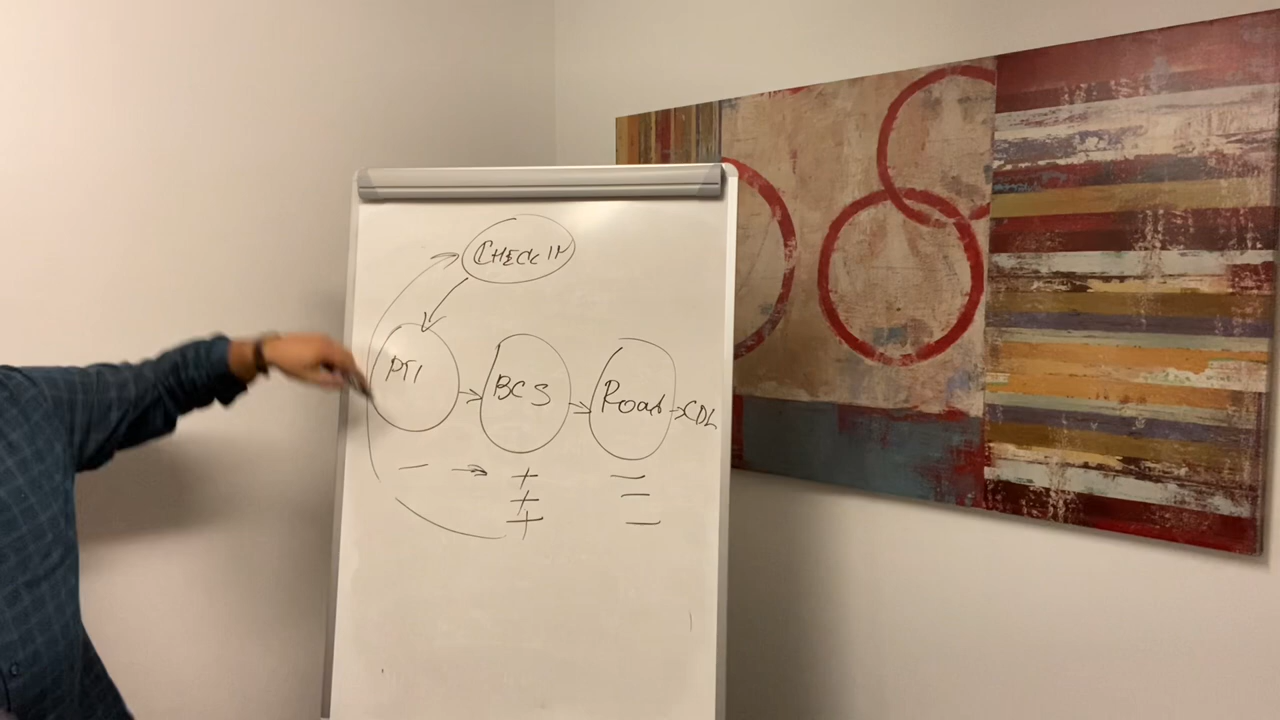 CHECK IN
PTI
BCS
Road
CDL
— → + —
+ —
+ —